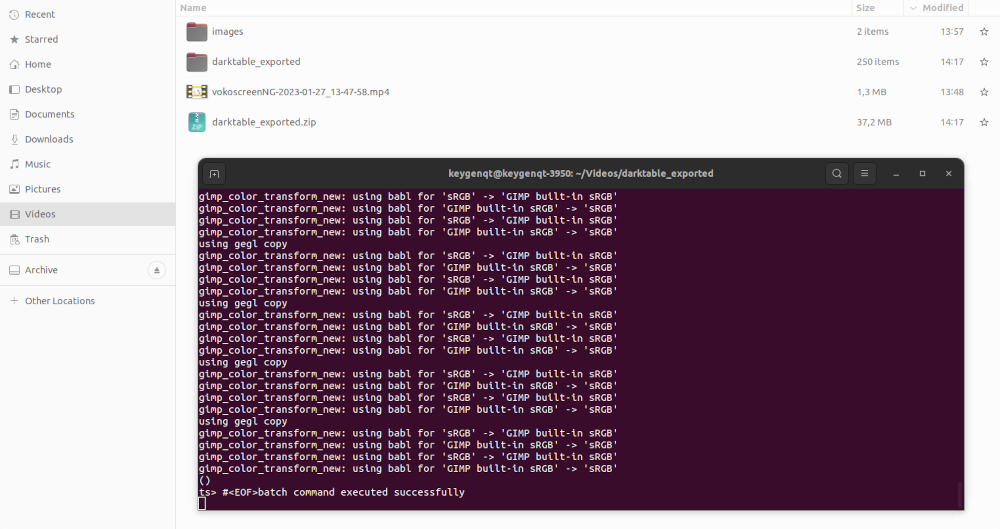 Name Size Modified
Recent
Starred
Home
Desktop
Documents
Downloads
Music
Pictures
Videos
Trash
Archive
+ Other Locations
images 2 items 13:57
darktable_exported 250 items 14:17
vokoscreenNG-2023-01-27_13-47-58.mp4 1,3 MB 13:48
ZIP darktable_exported.zip 37,2 MB 14:17
keygenqt@keygenqt-3950: ~/Videos/darktable_exported
gimp_color_transform_new: using babl for 'sRGB' -> 'GIMP built-in sRGB'
gimp_color_transform_new: using babl for 'GIMP built-in sRGB' -> 'sRGB'
gimp_color_transform_new: using babl for 'sRGB' -> 'GIMP built-in sRGB'
gimp_color_transform_new: using babl for 'GIMP built-in sRGB' -> 'sRGB'
using gegl copy
gimp_color_transform_new: using babl for 'sRGB' -> 'GIMP built-in sRGB'
gimp_color_transform_new: using babl for 'GIMP built-in sRGB' -> 'sRGB'
gimp_color_transform_new: using babl for 'sRGB' -> 'GIMP built-in sRGB'
gimp_color_transform_new: using babl for 'GIMP built-in sRGB' -> 'sRGB'
using gegl copy
gimp_color_transform_new: using babl for 'sRGB' -> 'GIMP built-in sRGB'
gimp_color_transform_new: using babl for 'GIMP built-in sRGB' -> 'sRGB'
gimp_color_transform_new: using babl for 'sRGB' -> 'GIMP built-in sRGB'
gimp_color_transform_new: using babl for 'GIMP built-in sRGB' -> 'sRGB'
using gegl copy
gimp_color_transform_new: using babl for 'sRGB' -> 'GIMP built-in sRGB'
gimp_color_transform_new: using babl for 'GIMP built-in sRGB' -> 'sRGB'
gimp_color_transform_new: using babl for 'sRGB' -> 'GIMP built-in sRGB'
gimp_color_transform_new: using babl for 'GIMP built-in sRGB' -> 'sRGB'
using gegl copy
gimp_color_transform_new: using babl for 'sRGB' -> 'GIMP built-in sRGB'
gimp_color_transform_new: using babl for 'GIMP built-in sRGB' -> 'sRGB'
gimp_color_transform_new: using babl for 'sRGB' -> 'GIMP built-in sRGB'
gimp_color_transform_new: using babl for 'GIMP built-in sRGB' -> 'sRGB'
()
ts> #<EOF>batch command executed successfully